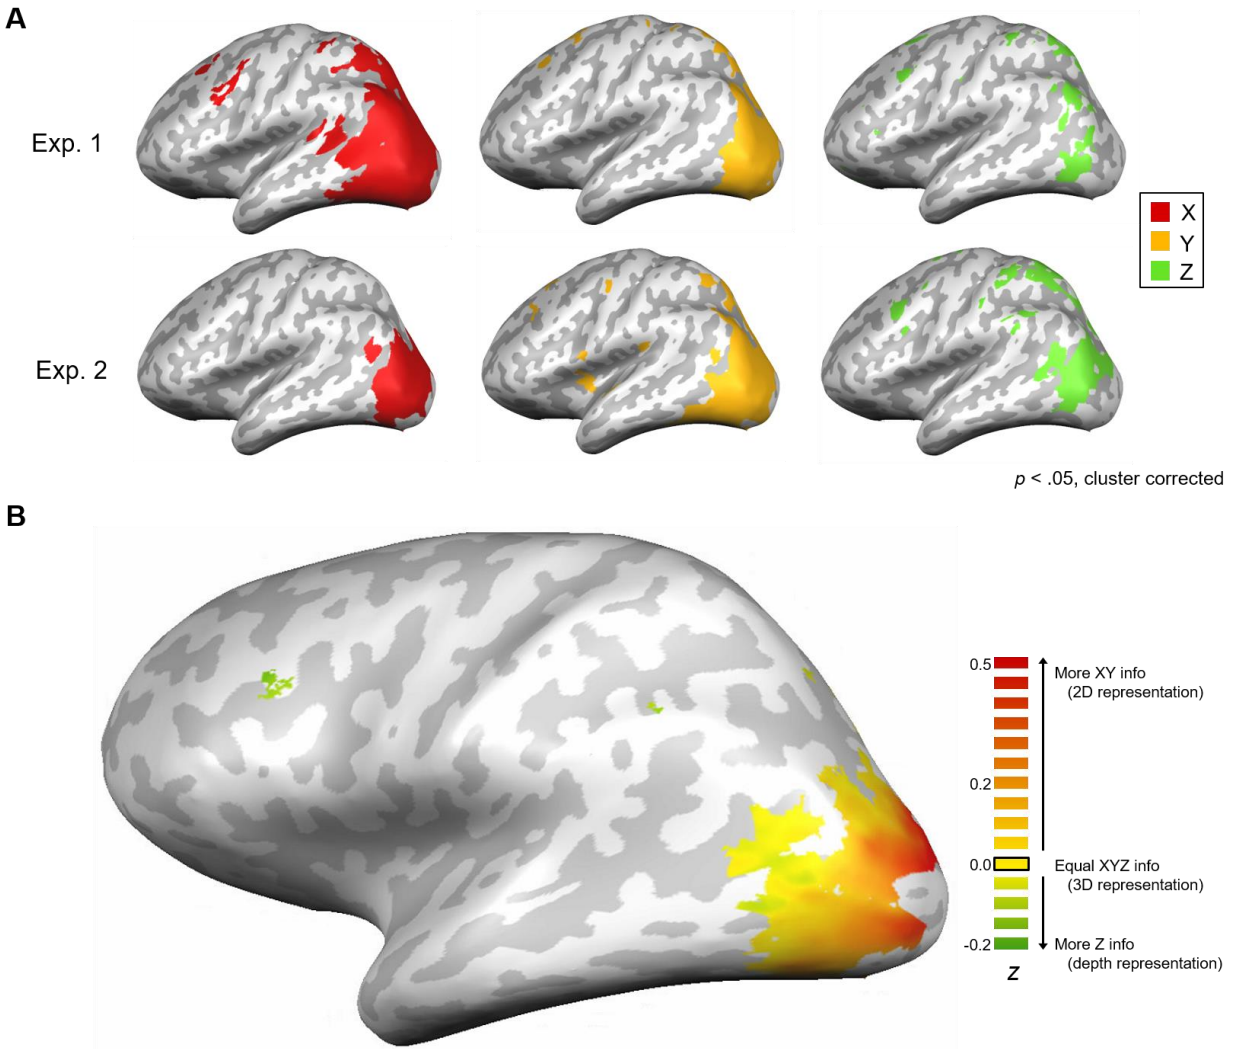 A
Exp. 1
X
Y
Z
Exp. 2
p < .05, cluster corrected
B
0.5
More XY info
(2D representation)
0.2
0.0
Equal XYZ info
(3D representation)
-0.2
More Z info
(depth representation)
z